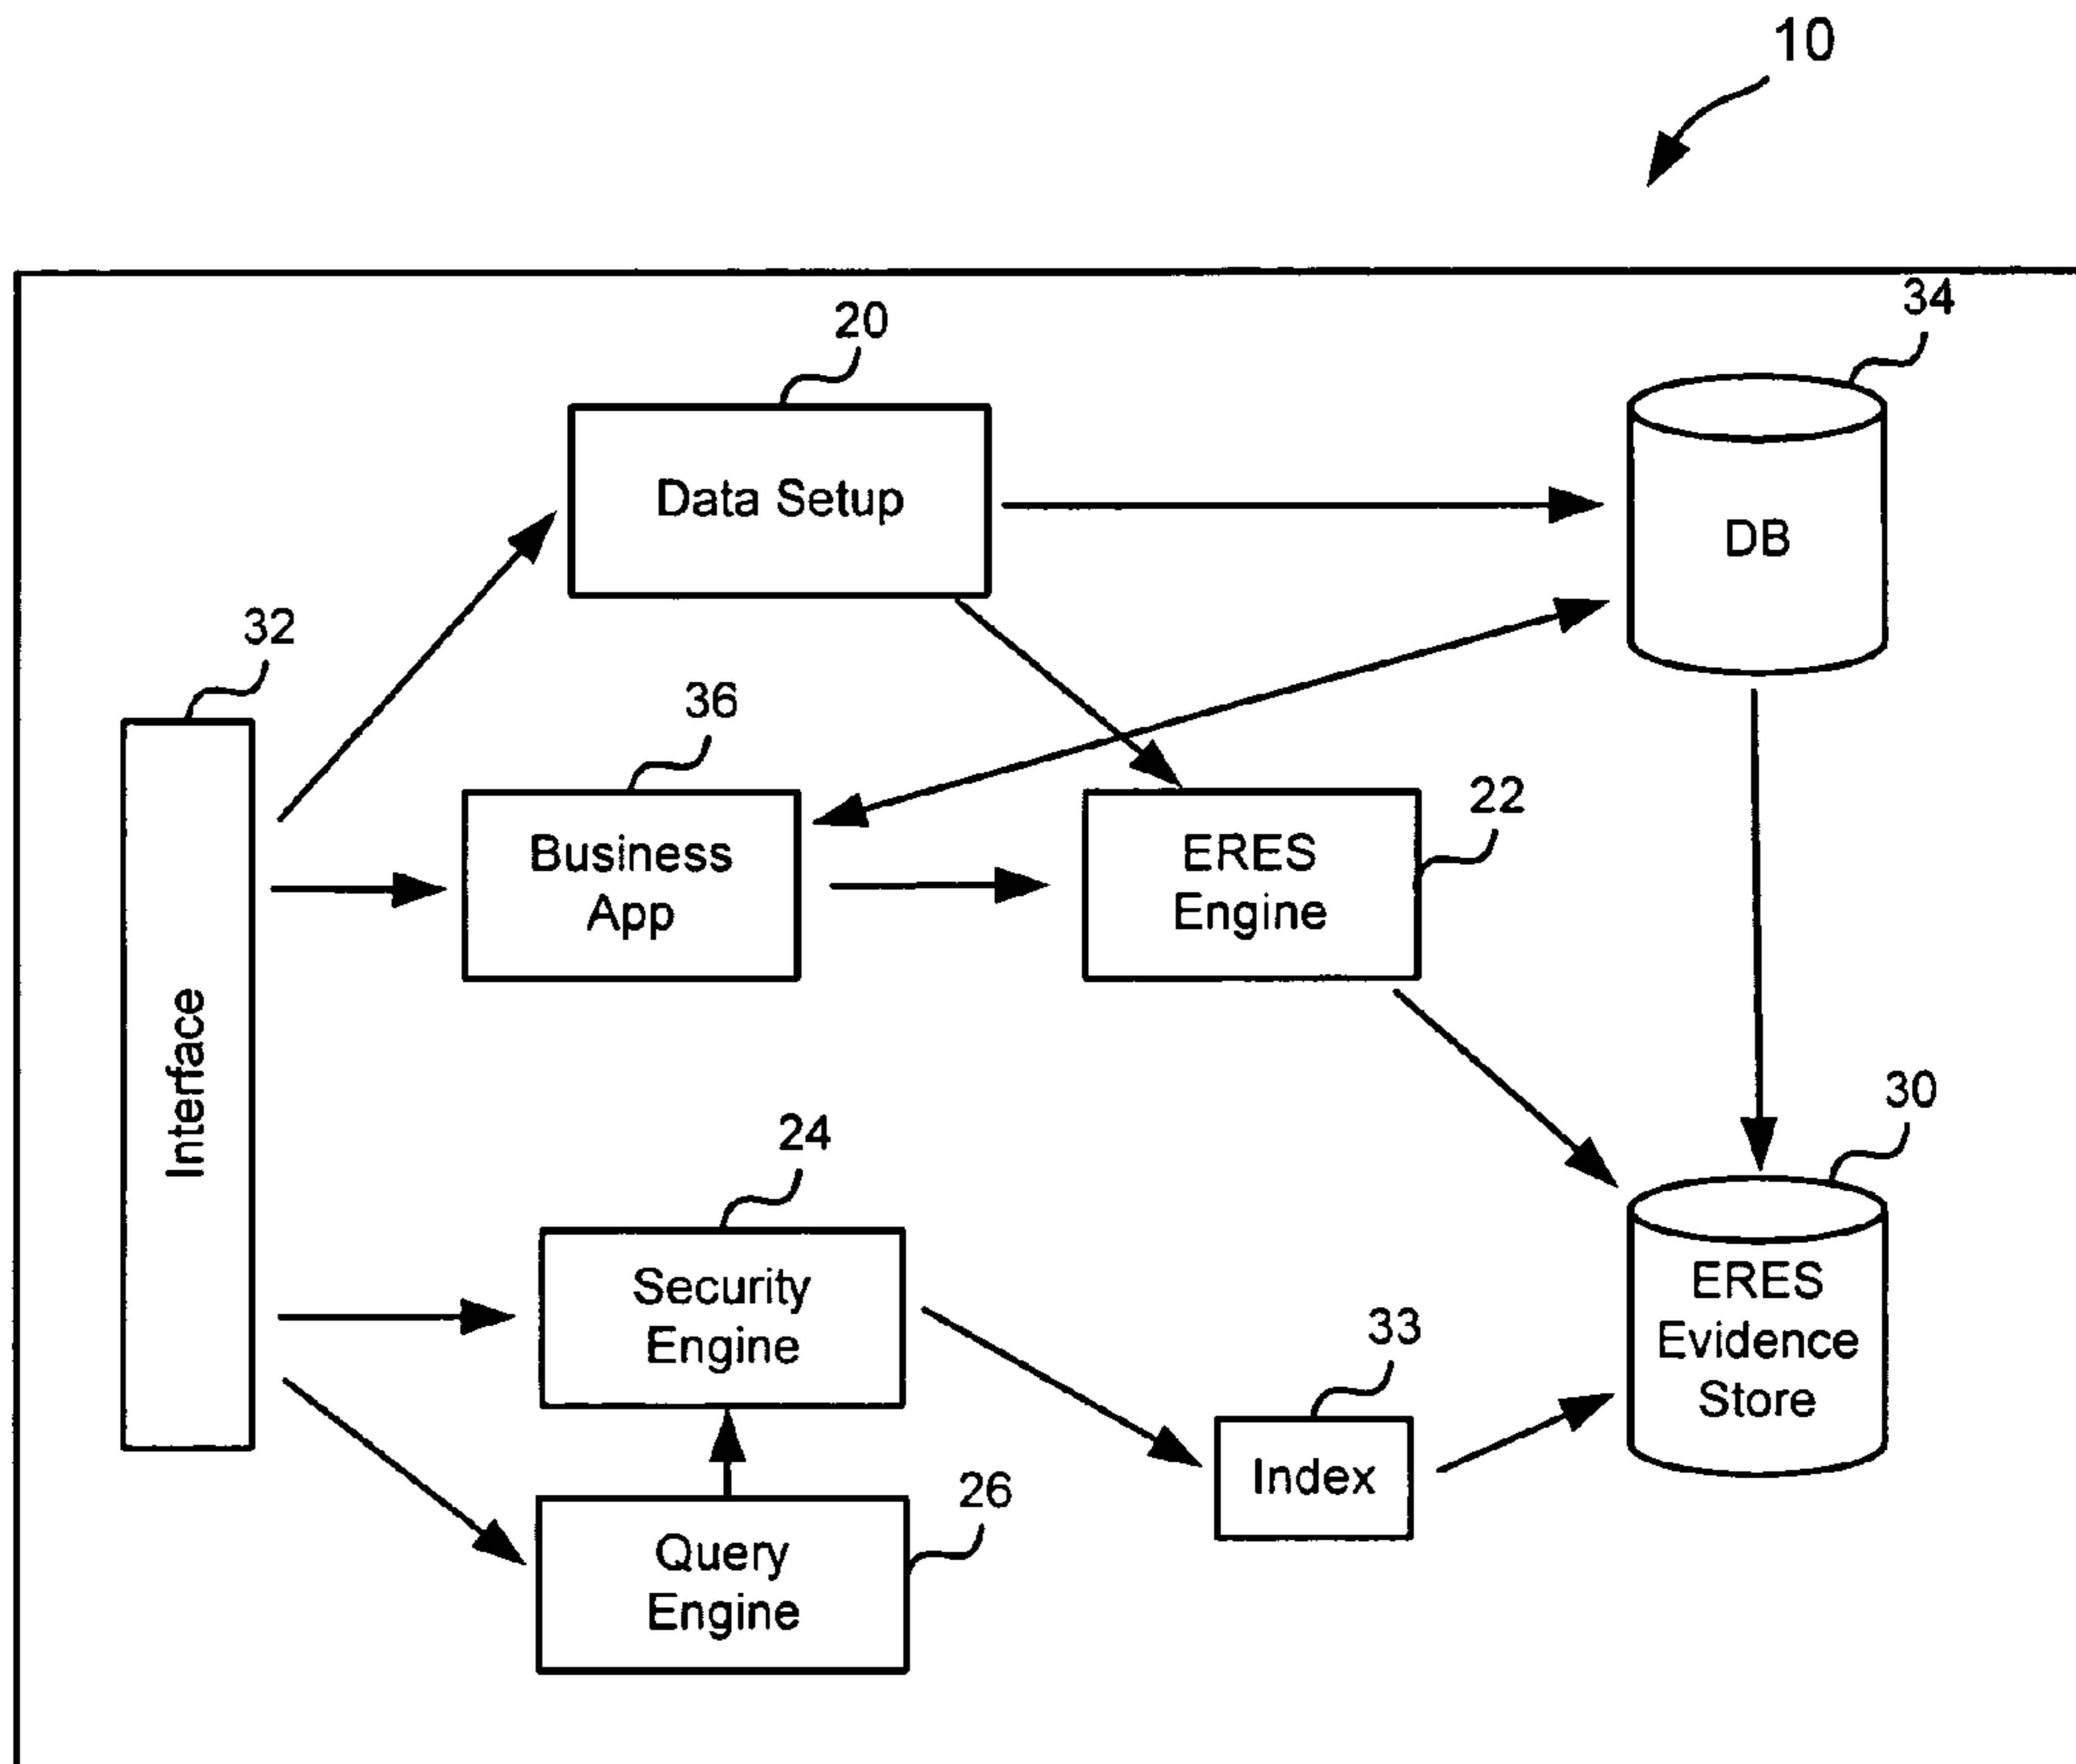 10
34
20
Data Setup
DB
32
36
22
Business
App
ERES
Engine
Interface
30
24
Security
Engine
ERES
Evidence
Store
33
Index
26
Query
Engine